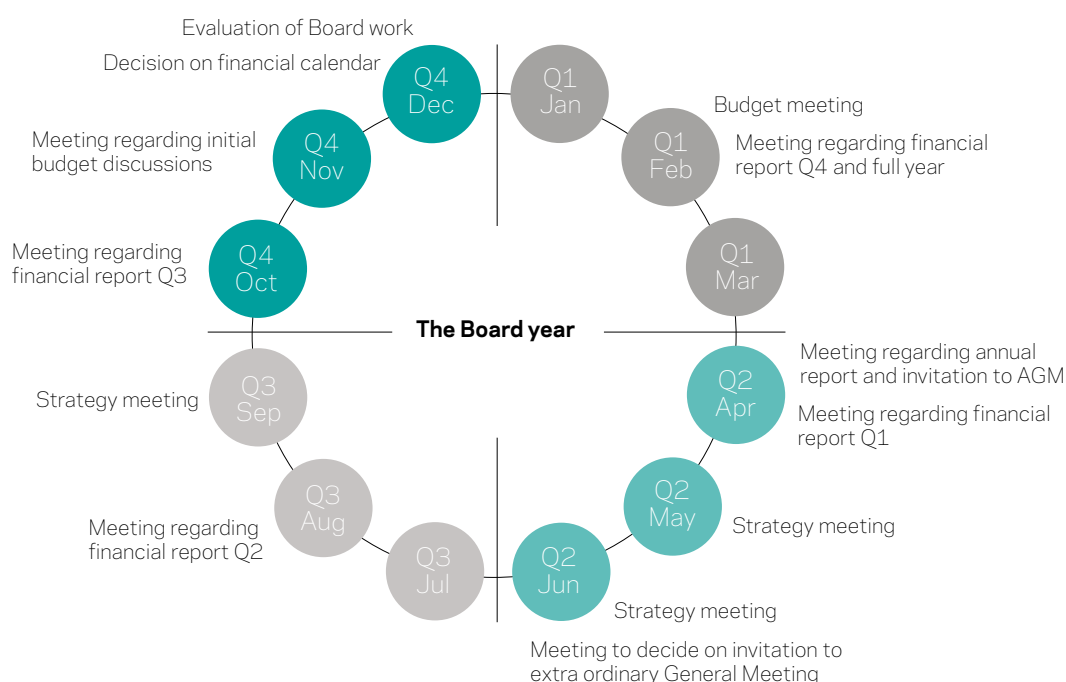 Evaluation of Board work
Decision on financial calendar
Q4
Dec
Q1
Jan
Budget meeting
Q1
Feb
Meeting regarding financial
report Q4 and full year
Meeting regarding initial
budget discussions
Q4
Nov
Q1
Mar
Meeting regarding
financial report Q3
Q4
Oct
The Board year
Meeting regarding annual
report and invitation to AGM
Q2
Apr
Meeting regarding financial
report Q1
Strategy meeting
Q3
Sep
Q2
May
Strategy meeting
Meeting regarding
financial report Q2
Q3
Aug
Q3
Jul
Q2
Jun
Strategy meeting
Meeting to decide on invitation to
extra ordinary General Meeting